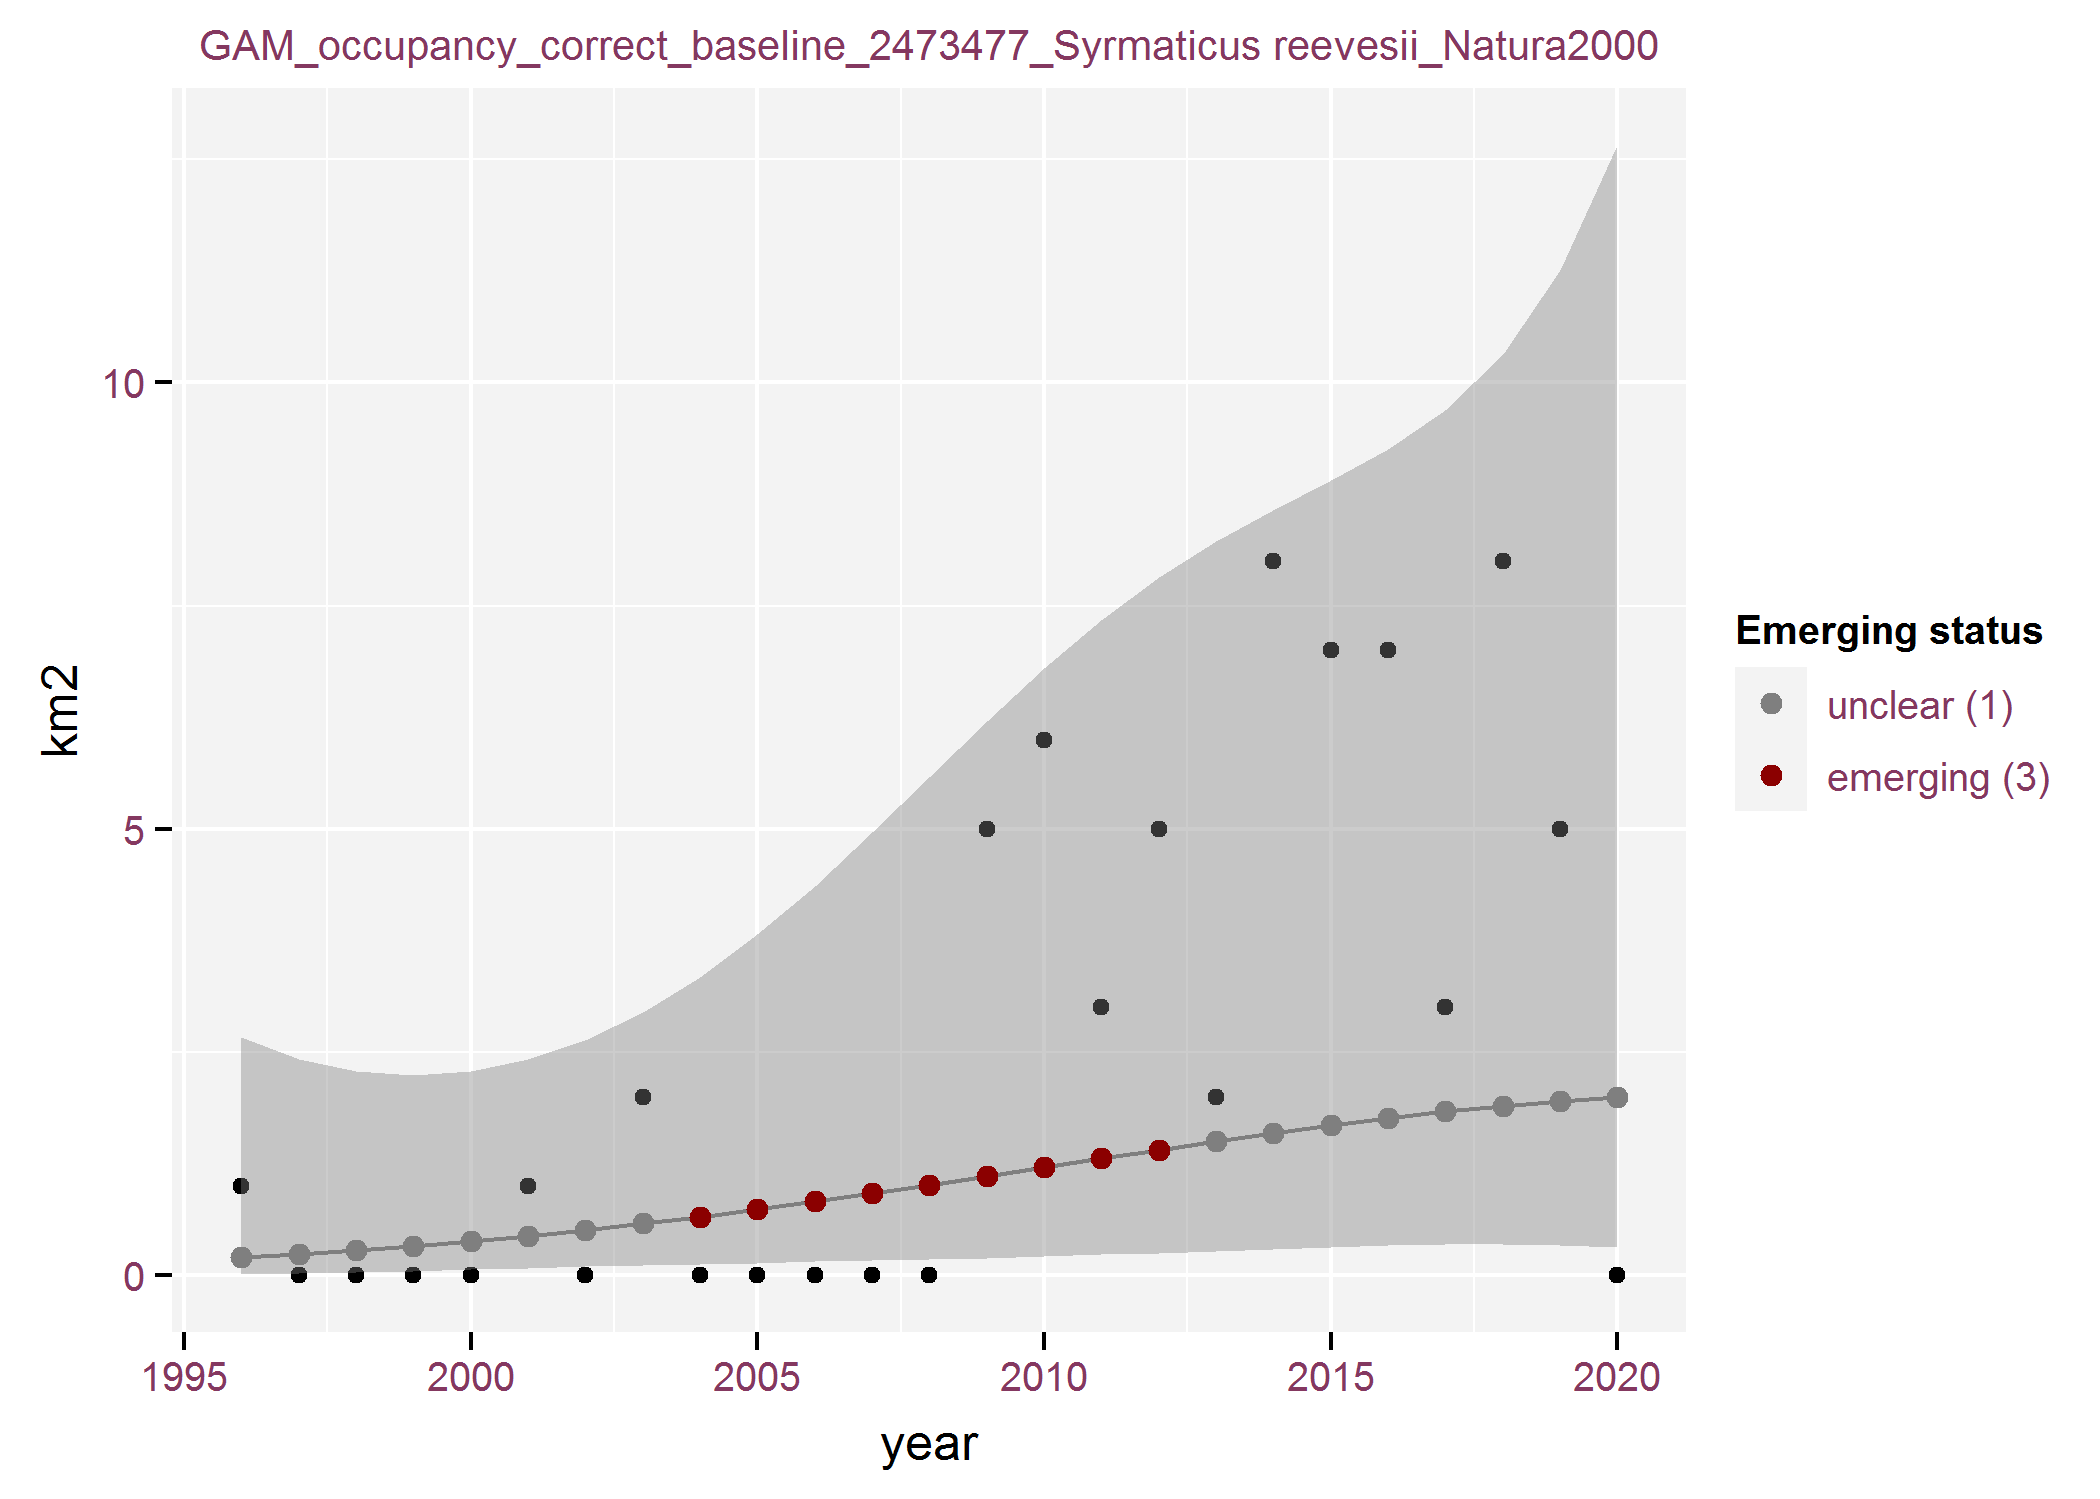 GAM_occupancy_correct_baseline_2473477_Syrmaticus reevesii_Natura2000
10
5
0
km2
1995 2000 2005 2010 2015 2020
year
Emerging status
unclear (1)
emerging (3)